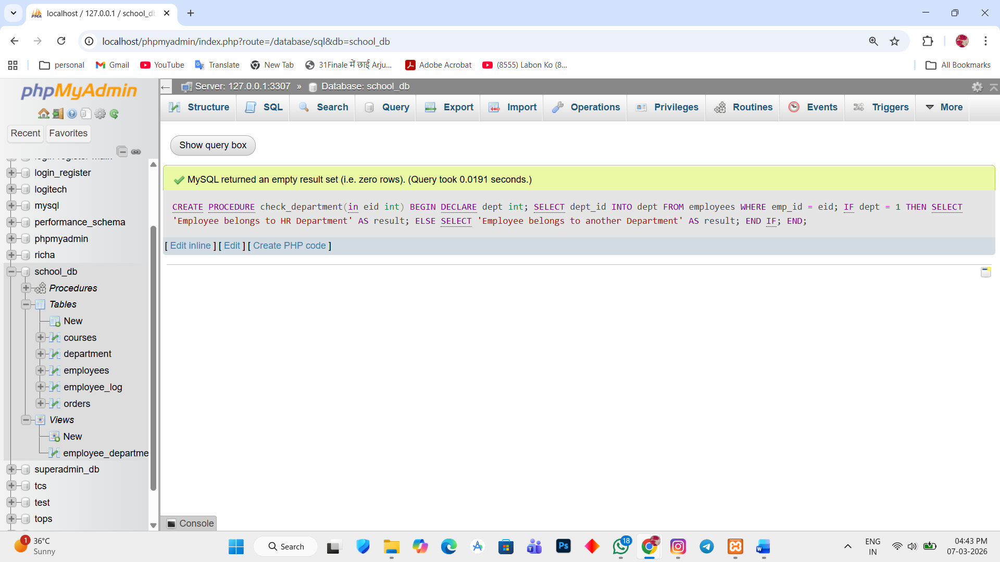 localhost / 127.0.0.1 / school_db
localhost/phpmyadmin/index.php?route=/database/sql&db=school_db
personal
Gmail
YouTube
Translate
New Tab
31Finale में छाई Arju...
Adobe Acrobat
(8555) Labon Ko (8...
All Bookmarks
phpMyAdmin
Recent
Favorites
login_register
logitech
mysql
performance_schema
phpmyadmin
richa
school_db
Procedures
Tables
New
courses
department
employees
employee_log
orders
Views
New
employee_departme
superadmin_db
tcs
test
tops
Server: 127.0.0.1:3307 » Database: school_db
Structure
SQL
Search
Query
Export
Import
Operations
Privileges
Routines
Events
Triggers
More
Show query box
MySQL returned an empty result set (i.e. zero rows). (Query took 0.0191 seconds.)
CREATE PROCEDURE check_department(in eid int) BEGIN DECLARE dept int; SELECT dept_id INTO dept FROM employees WHERE emp_id = eid; IF dept = 1 THEN SELECT
'Employee belongs to HR Department' AS result; ELSE SELECT 'Employee belongs to another Department' AS result; END IF; END;
[ Edit inline ] [ Edit ] [ Create PHP code ]
Console
1
36°C
Sunny
Search
Ps
18
ENG
IN
04:43 PM
07-03-2026